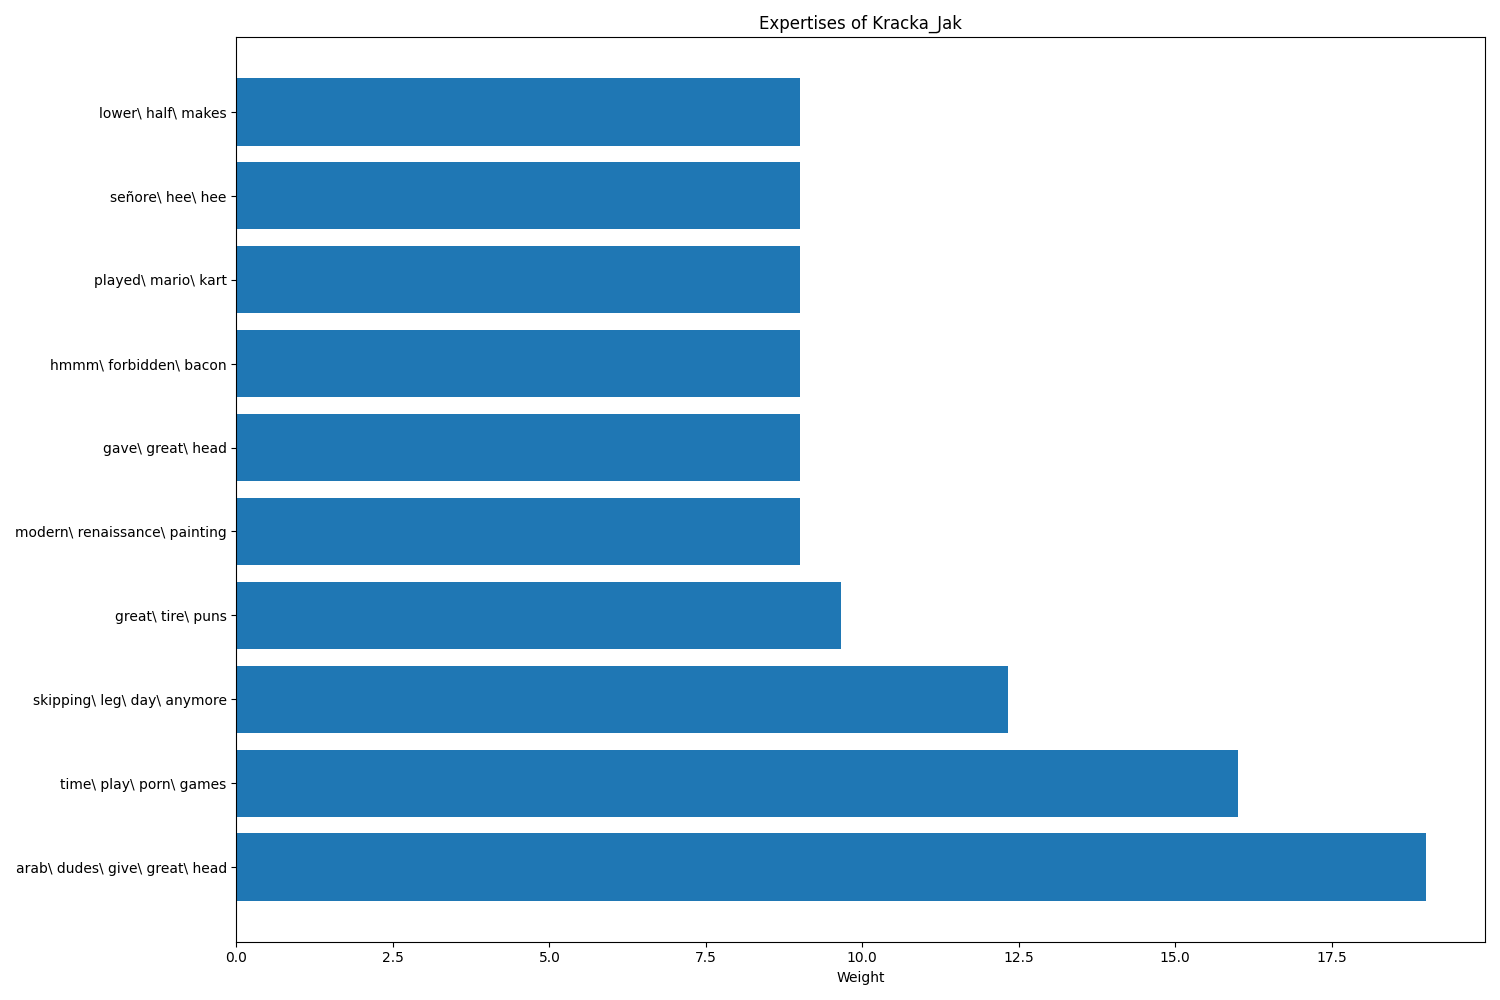 Expertises of Kracka_Jak
lower\ half\ makes
señore\ hee\ hee
played\ mario\ kart
hmmm\ forbidden\ bacon
gave\ great\ head
modern\ renaissance\ painting
great\ tire\ puns
skipping\ leg\ day\ anymore
time\ play\ porn\ games
arab\ dudes\ give\ great\ head
0.0 2.5 5.0 7.5 10.0 12.5 15.0 17.5
Weight